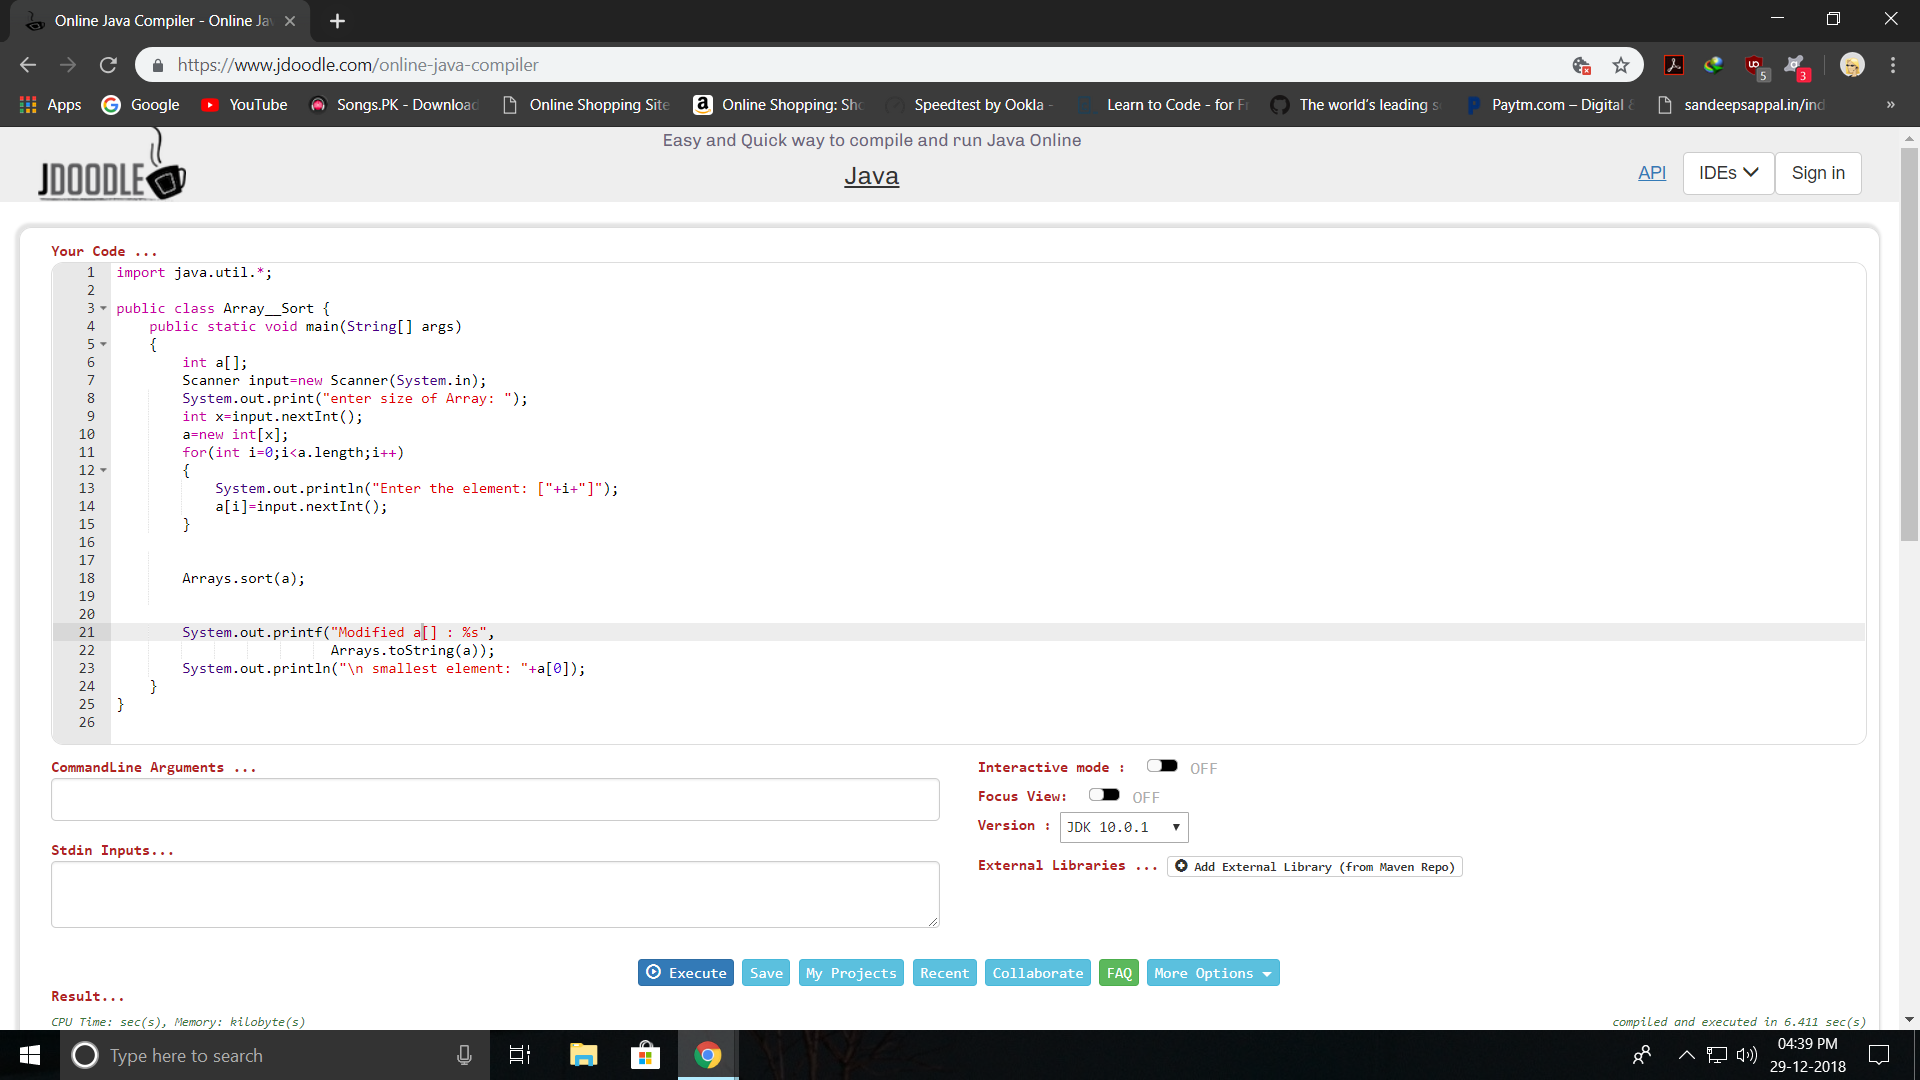 Online Java Compiler - Online Jav
https://www.jdoodle.com/online-java-compiler
5
3
Apps
Google
YouTube
Songs.PK - Download
Online Shopping Site
Online Shopping: Sho
Speedtest by Ookla -
Learn to Code - for Fr
The world's leading s
Paytm.com – Digital &
sandeepsappal.in/ind
»
JDOODLE
Easy and Quick way to compile and run Java Online
Java
API
IDEs
Sign in
Your Code ...
1 import java.util.*;
2
3 public class Array__Sort {
4     public static void main(String[] args)
5     {
6         int a[];
7         Scanner input=new Scanner(System.in);
8         System.out.print("enter size of Array: ");
9         int x=input.nextInt();
10         a=new int[x];
11         for(int i=0;i<a.length;i++)
12         {
13             System.out.println("Enter the element: ["+i+"]");
14             a[i]=input.nextInt();
15         }
16
17
18         Arrays.sort(a);
19
20
21         System.out.printf("Modified a[] : %s",
22                           Arrays.toString(a));
23         System.out.println("\n smallest element: "+a[0]);
24     }
25 }
26
CommandLine Arguments ...
Interactive mode : OFF
Focus View: OFF
Version : JDK 10.0.1
Stdin Inputs...
External Libraries ... Add External Library (from Maven Repo)
Execute
Save
My Projects
Recent
Collaborate
FAQ
More Options
Result...
CPU Time: sec(s), Memory: kilobyte(s)
compiled and executed in 6.411 sec(s)
Type here to search
04:39 PM
29-12-2018